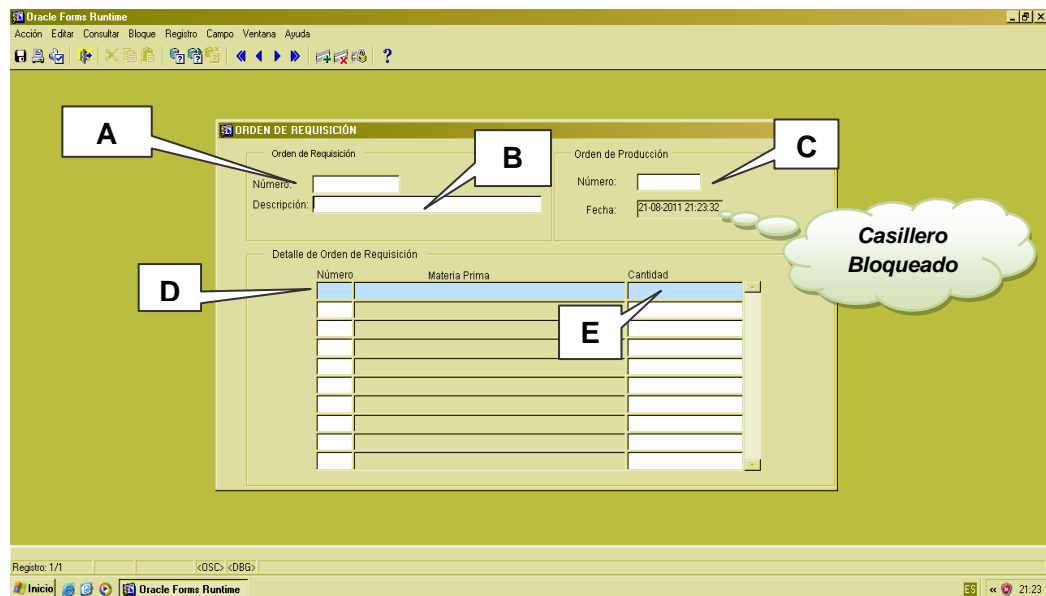 Oracle Forms Runtime
Acción Editar Consultar Bloque Registro Campo Ventana Ayuda
ORDEN DE REQUISICIÓN
A
B
C
Orden de Requisición
Orden de Producción
Número:
Número:
Descripción:
Fecha: 21-08-2011 21:23:32
Casillero
Bloqueado
Detalle de Orden de Requisición
Número Materia Prima Cantidad
D
E
Registro: 1/1 <OSC> <DBG>
Inicio Oracle Forms Runtime ES « 21:23